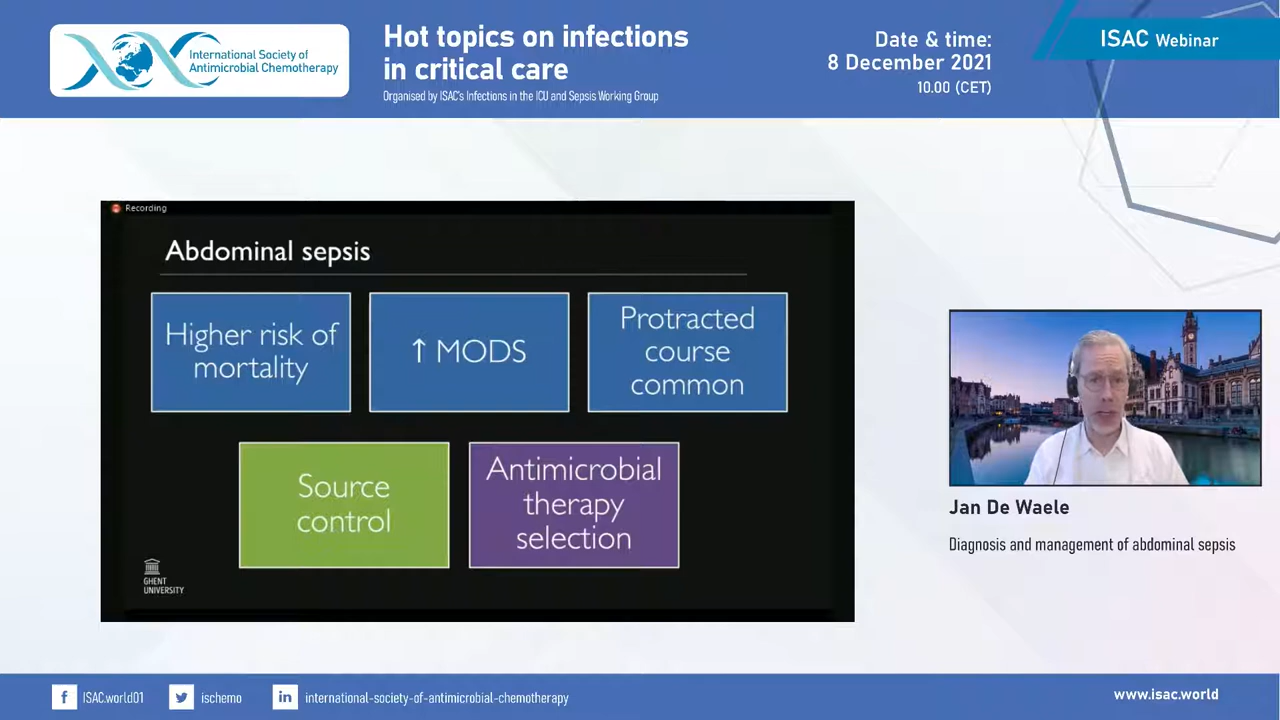 International Society of
Antimicrobial Chemotherapy
Hot topics on infections
in critical care
Organised by ISAC's Infections in the ICU and Sepsis Working Group
Date & time:
8 December 2021
10.00 (CET)
ISAC Webinar
Recording
Abdominal sepsis
Higher risk of
mortality
↑ MODS
Protracted
course
common
Source
control
Antimicrobial
therapy
selection
GHENT
UNIVERSITY
Jan De Waele
Diagnosis and management of abdominal sepsis
f
ISAC.world01
ischemo
in
international-society-of-antimicrobial-chemotherapy
www.isac.world